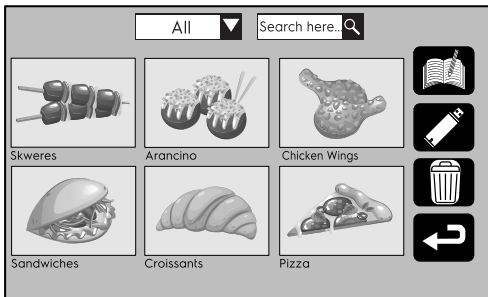 All
Search here...
Skweres
Arancino
Chicken Wings
Sandwiches
Croissants
Pizza